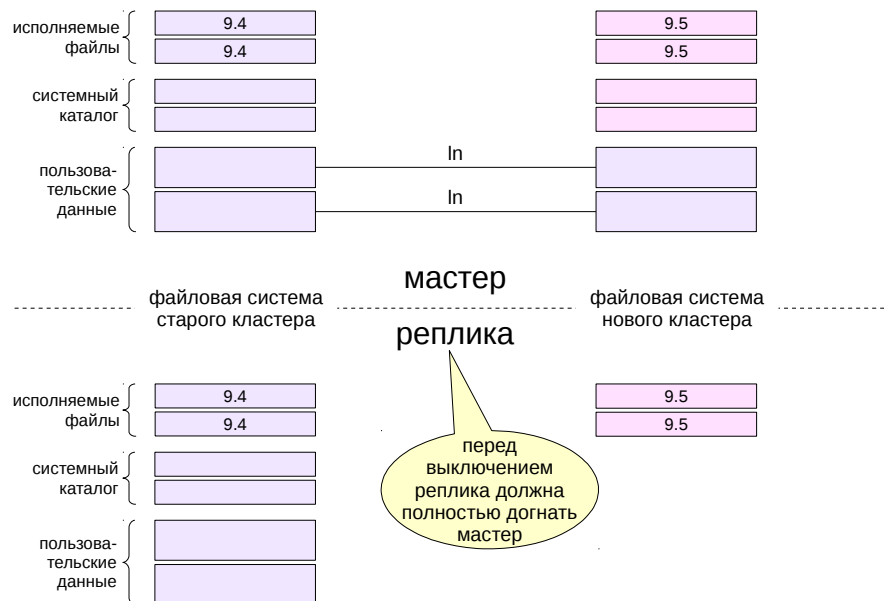 исполняемые
файлы
9.4
9.4
9.5
9.5
системный
каталог
пользова-
тельские
данные
ln
ln
мастер
файловая система
старого кластера
файловая система
нового кластера
реплика
исполняемые
файлы
9.4
9.4
9.5
9.5
перед
выключением
реплика должна
полностью догнать
мастер
системный
каталог
пользова-
тельские
данные